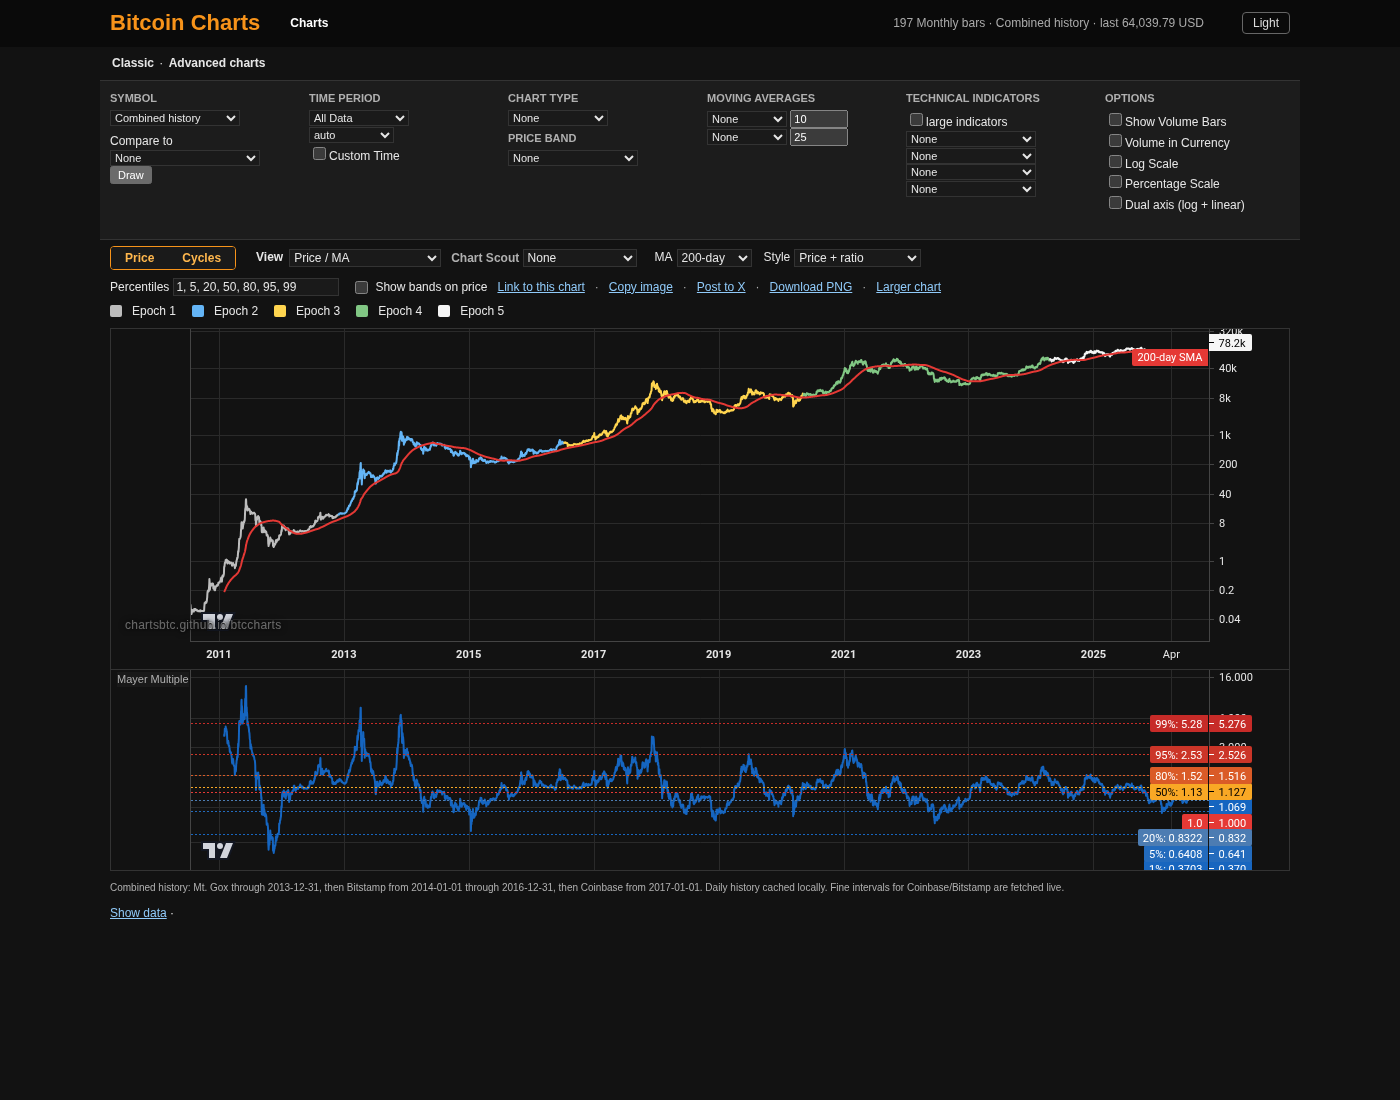 Bitcoin Charts
Charts
197 Monthly bars · Combined history · last 64,039.79 USD
Light
Classic · Advanced charts
SYMBOL
Combined history
Compare to
None
Draw
TIME PERIOD
All Data
auto
Custom Time
CHART TYPE
None
PRICE BAND
None
MOVING AVERAGES
None 10
None 25
TECHNICAL INDICATORS
large indicators
None
None
None
None
OPTIONS
Show Volume Bars
Volume in Currency
Log Scale
Percentage Scale
Dual axis (log + linear)
Price Cycles View Price / MA Chart Scout None MA 200-day Style Price + ratio
Percentiles 1, 5, 20, 50, 80, 95, 99 Show bands on price Link to this chart · Copy image · Post to X · Download PNG · Larger chart
Epoch 1 Epoch 2 Epoch 3 Epoch 4 Epoch 5
320k
78.2k
200-day SMA
40k
8k
1k
200
40
8
1
0.2
0.04
chartsbtc.github.io/btccharts
2011 2013 2015 2017 2019 2021 2023 2025 Apr
Mayer Multiple
16.000
99%: 5.28 5.276
95%: 2.53 2.526
80%: 1.52 1.516
50%: 1.13 1.127
1.069
1.0 1.000
20%: 0.8322 0.832
5%: 0.6408 0.641
1%: 0.3703 0.370
Combined history: Mt. Gox through 2013-12-31, then Bitstamp from 2014-01-01 through 2016-12-31, then Coinbase from 2017-01-01. Daily history cached locally. Fine intervals for Coinbase/Bitstamp are fetched live.
Show data ·